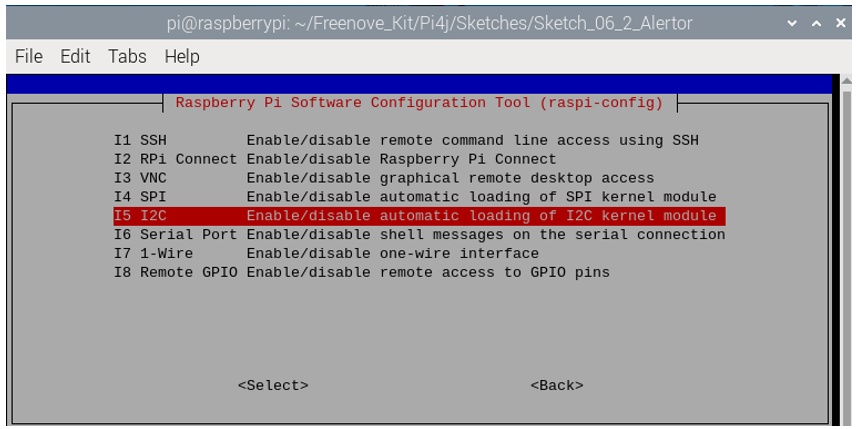 pi@raspberrypi: ~/Freenove_Kit/Pi4j/Sketches/Sketch_06_2_Alertor
File Edit Tabs Help
Raspberry Pi Software Configuration Tool (raspi-config)
I1 SSH Enable/disable remote command line access using SSH
I2 RPi Connect Enable/disable Raspberry Pi Connect
I3 VNC Enable/disable graphical remote desktop access
I4 SPI Enable/disable automatic loading of SPI kernel module
I5 I2C Enable/disable automatic loading of I2C kernel module
I6 Serial Port Enable/disable shell messages on the serial connection
I7 1-Wire Enable/disable one-wire interface
I8 Remote GPIO Enable/disable remote access to GPIO pins
<Select> <Back>